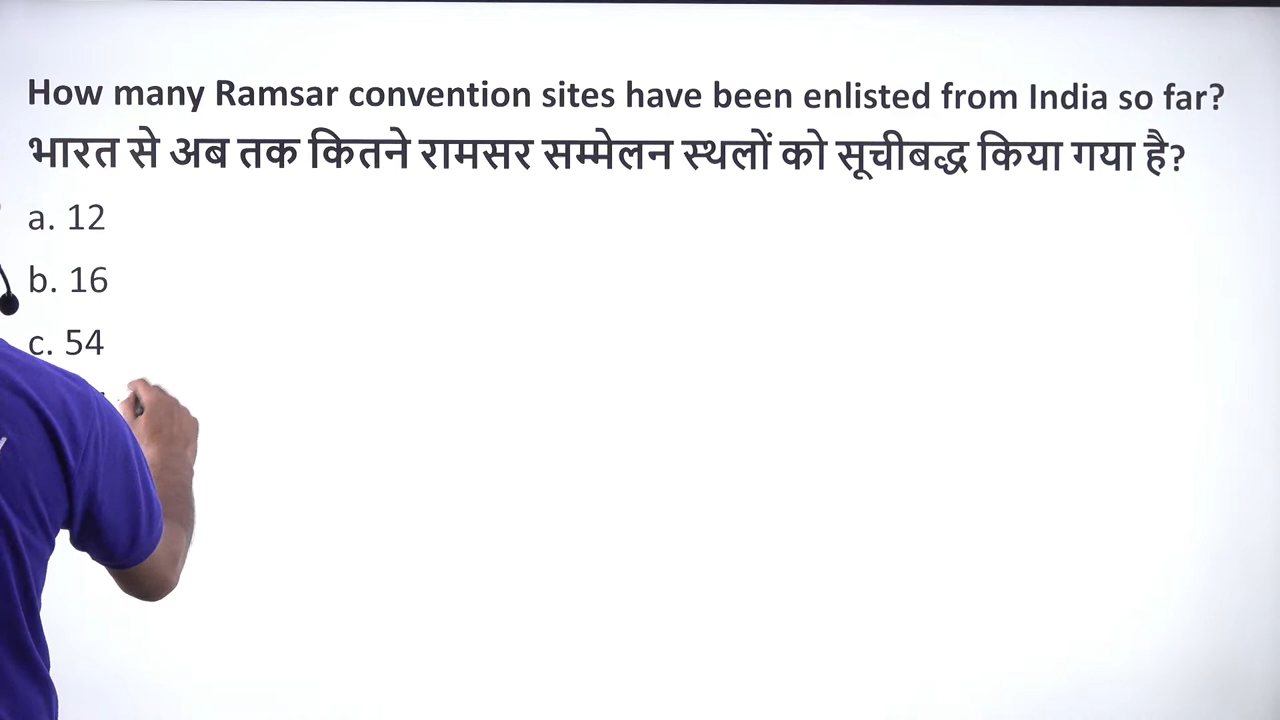 How many Ramsar convention sites have been enlisted from India so far?
भारत से अब तक कितने रामसर सम्मेलन स्थलों को सूचीबद्ध किया गया है?
a. 12
b. 16
c. 54